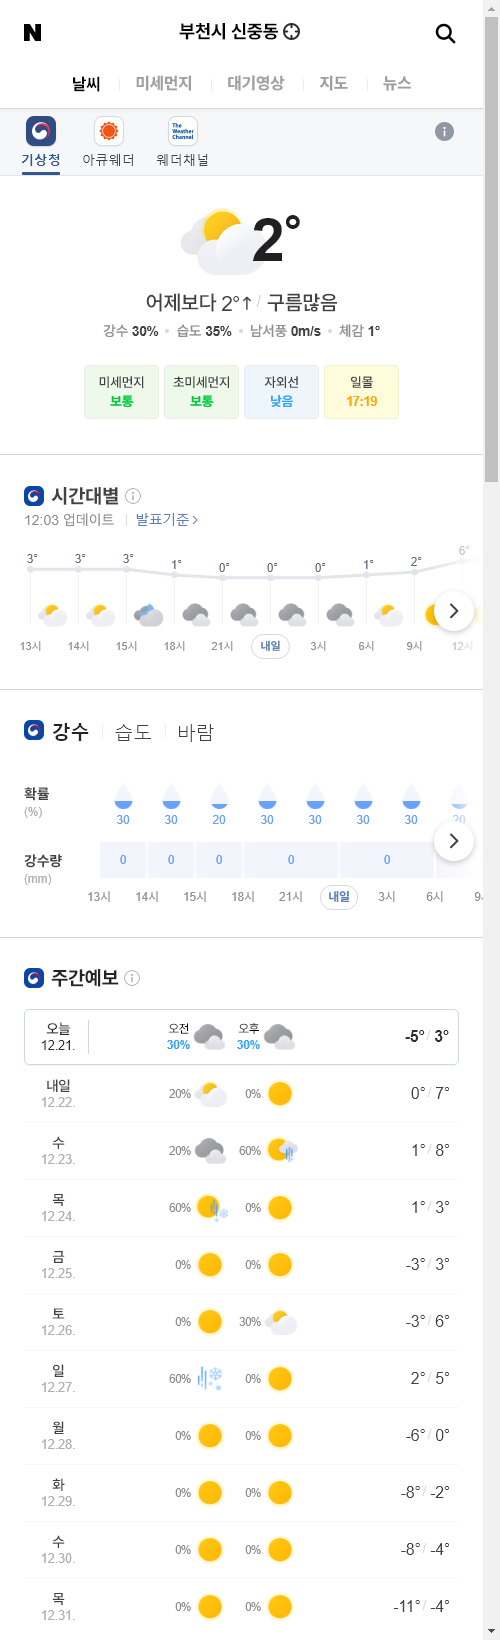 N 부천시 신중동
날씨 미세먼지 대기영상 지도 뉴스
The Weather Channel
기상청 아큐웨더 웨더채널
2°
어제보다 2°↑ / 구름많음
강수 30% • 습도 35% • 남서풍 0m/s • 체감 1°
미세먼지 초미세먼지 자외선 일몰
보통 보통 낮음 17:19
시간대별
12:03 업데이트 발표기준 >
3° 3° 3° 1° 0° 0° 0° 1° 2° 6°
13시 14시 15시 18시 21시 내일 3시 6시 9시 12시
강수 습도 바람
확률
(%)
30 30 20 30 30 30 30 20
강수량
(mm)
0 0 0 0 0
13시 14시 15시 18시 21시 내일 3시 6시
주간예보
오늘
12.21.
오전 30% 오후 30% -5° / 3°
내일
12.22.
20% 0% 0° / 7°
수
12.23.
20% 60% 1° / 8°
목
12.24.
60% 0% 1° / 3°
금
12.25.
0% 0% -3° / 3°
토
12.26.
0% 30% -3° / 6°
일
12.27.
60% 0% 2° / 5°
월
12.28.
0% 0% -6° / 0°
화
12.29.
0% 0% -8° / -2°
수
12.30.
0% 0% -8° / -4°
목
12.31.
0% 0% -11° / -4°